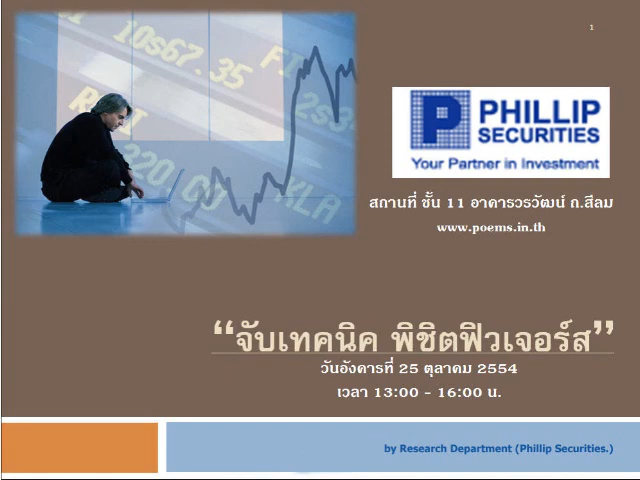 1
10s67.35
PHILLIP
SECURITIES
Your Partner in Investment
สถานที่ ชั้น 11 อาคารวรวัฒน์ ถ.สีลม
www.poems.in.th
“จับเทคนิค พิชิตฟิวเจอร์ส”
วันอังคารที่ 25 ตุลาคม 2554
เวลา 13:00 - 16:00 น.
by Research Department (Phillip Securities.)